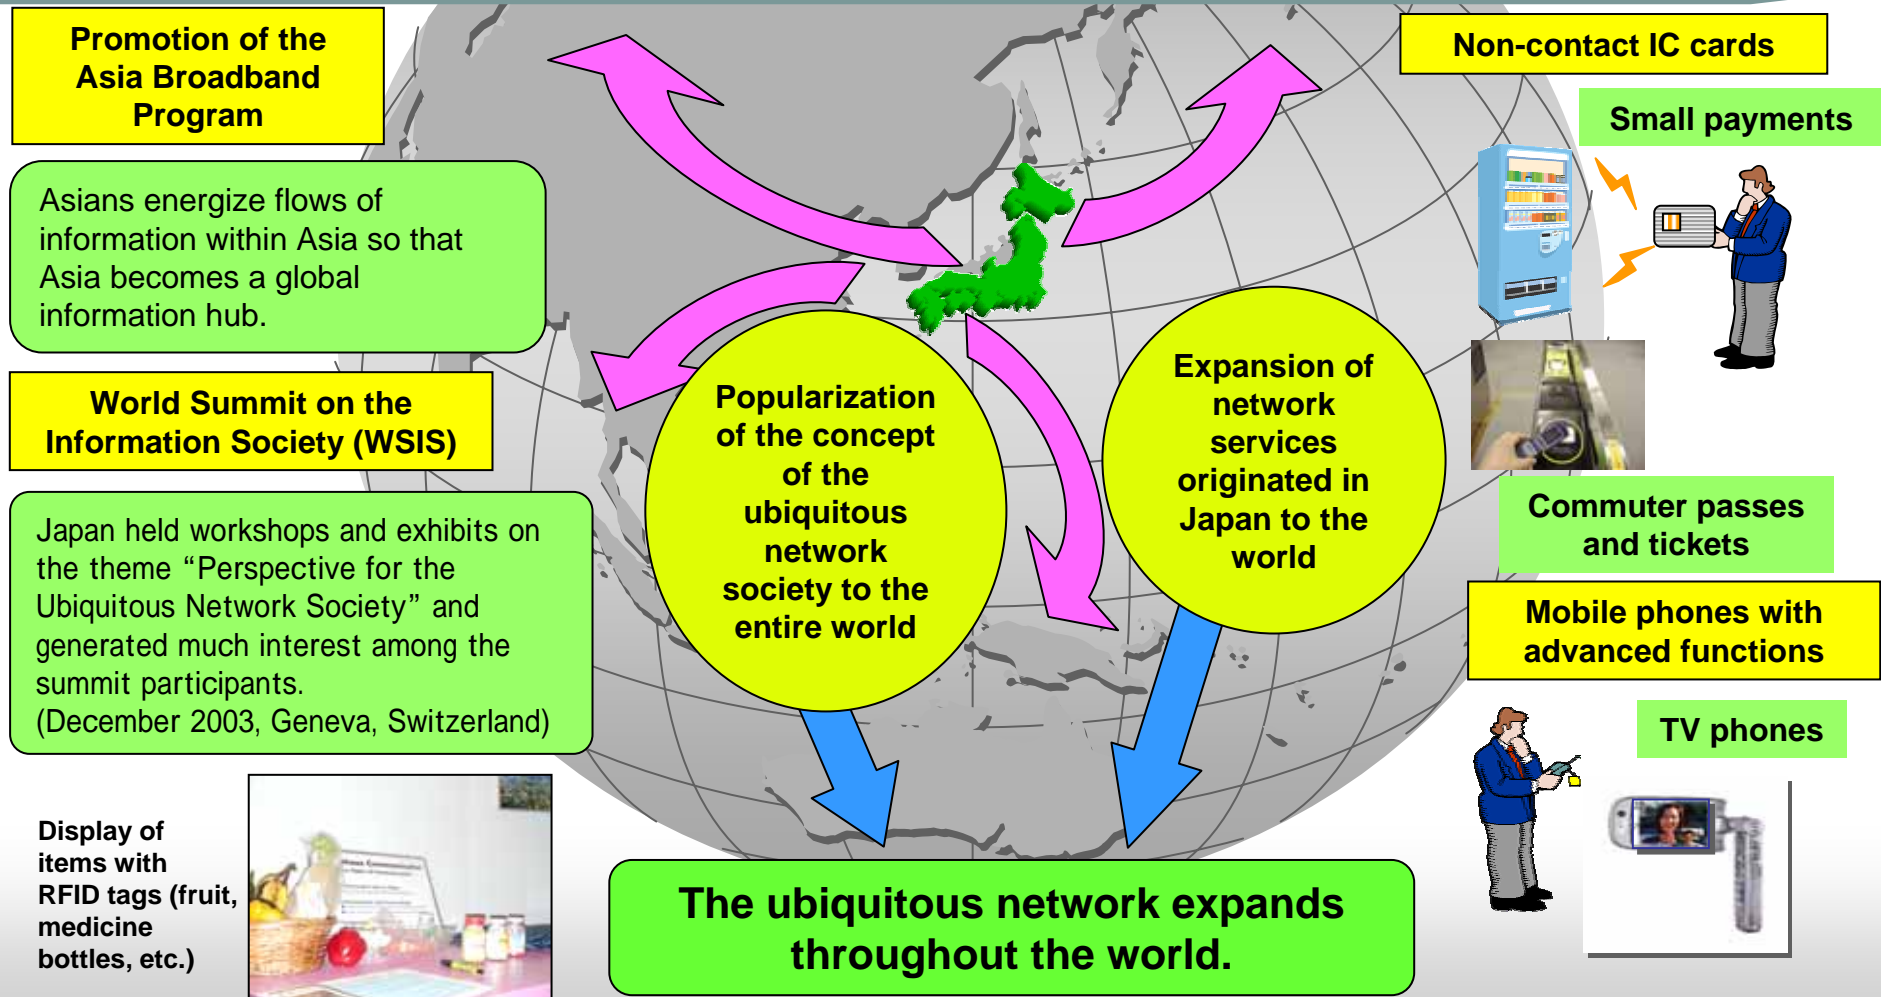 Promotion of the
Asia Broadband
Program
Asians energize flows of
information within Asia so that
Asia becomes a global
information hub.
World Summit on the
Information Society (WSIS)
Japan held workshops and exhibits on
the theme “Perspective for the
Ubiquitous Network Society” and
generated much interest among the
summit participants.
(December 2003, Geneva, Switzerland)
Display of
items with
RFID tags (fruit,
medicine
bottles, etc.)
Popularization
of the concept
of the
ubiquitous
network
society to the
entire world
Expansion of
network
services
originated in
Japan to the
world
The ubiquitous network expands
throughout the world.
Non-contact IC cards
Small payments
Commuter passes
and tickets
Mobile phones with
advanced functions
TV phones